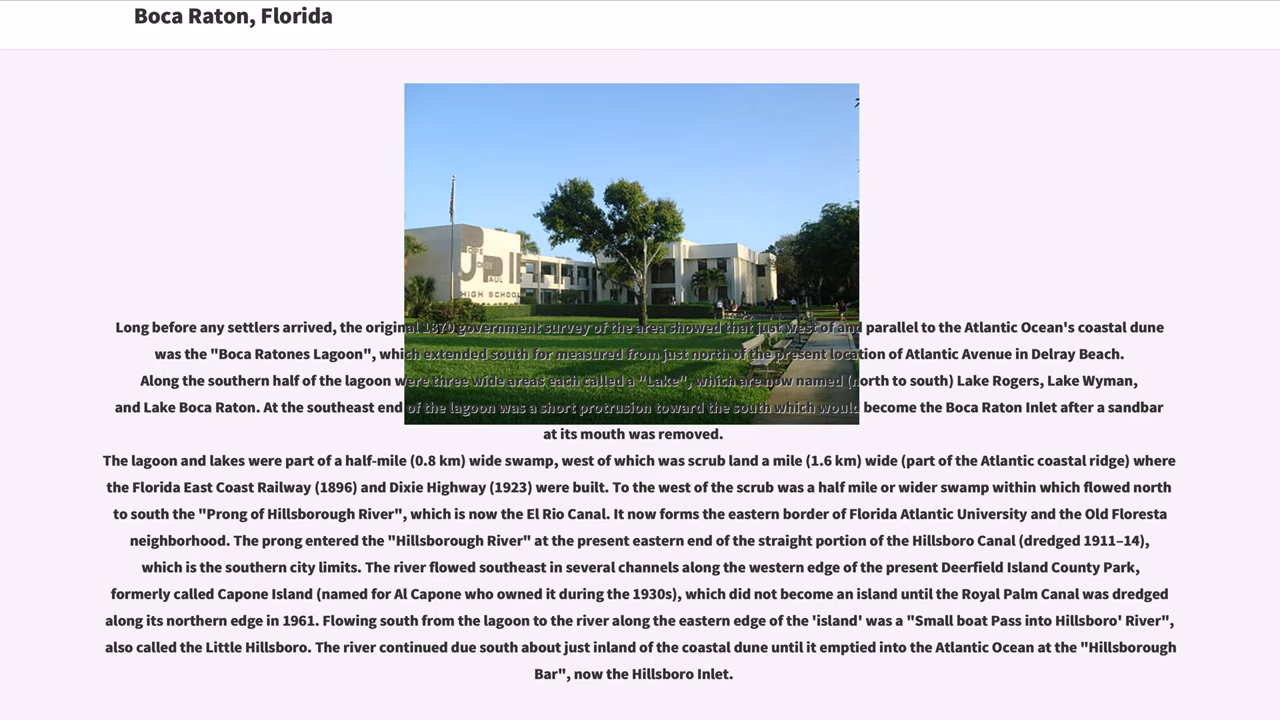 Boca Raton, Florida
POPE
JOHN
PAUL
HIGH SCHOOL
Long before any settlers arrived, the original 1870 government survey of the area showed that just west of and parallel to the Atlantic Ocean's coastal dune
was the "Boca Ratones Lagoon", which extended south for measured from just north of the present location of Atlantic Avenue in Delray Beach.
Along the southern half of the lagoon were three wide areas each called a "Lake", which are now named (north to south) Lake Rogers, Lake Wyman,
and Lake Boca Raton. At the southeast end of the lagoon was a short protrusion toward the south which would become the Boca Raton Inlet after a sandbar
at its mouth was removed.
The lagoon and lakes were part of a half-mile (0.8 km) wide swamp, west of which was scrub land a mile (1.6 km) wide (part of the Atlantic coastal ridge) where
the Florida East Coast Railway (1896) and Dixie Highway (1923) were built. To the west of the scrub was a half mile or wider swamp within which flowed north
to south the "Prong of Hillsborough River", which is now the El Rio Canal. It now forms the eastern border of Florida Atlantic University and the Old Floresta
neighborhood. The prong entered the "Hillsborough River" at the present eastern end of the straight portion of the Hillsboro Canal (dredged 1911–14),
which is the southern city limits. The river flowed southeast in several channels along the western edge of the present Deerfield Island County Park,
formerly called Capone Island (named for Al Capone who owned it during the 1930s), which did not become an island until the Royal Palm Canal was dredged
along its northern edge in 1961. Flowing south from the lagoon to the river along the eastern edge of the 'island' was a "Small boat Pass into Hillsboro' River",
also called the Little Hillsboro. The river continued due south about just inland of the coastal dune until it emptied into the Atlantic Ocean at the "Hillsborough
Bar", now the Hillsboro Inlet.